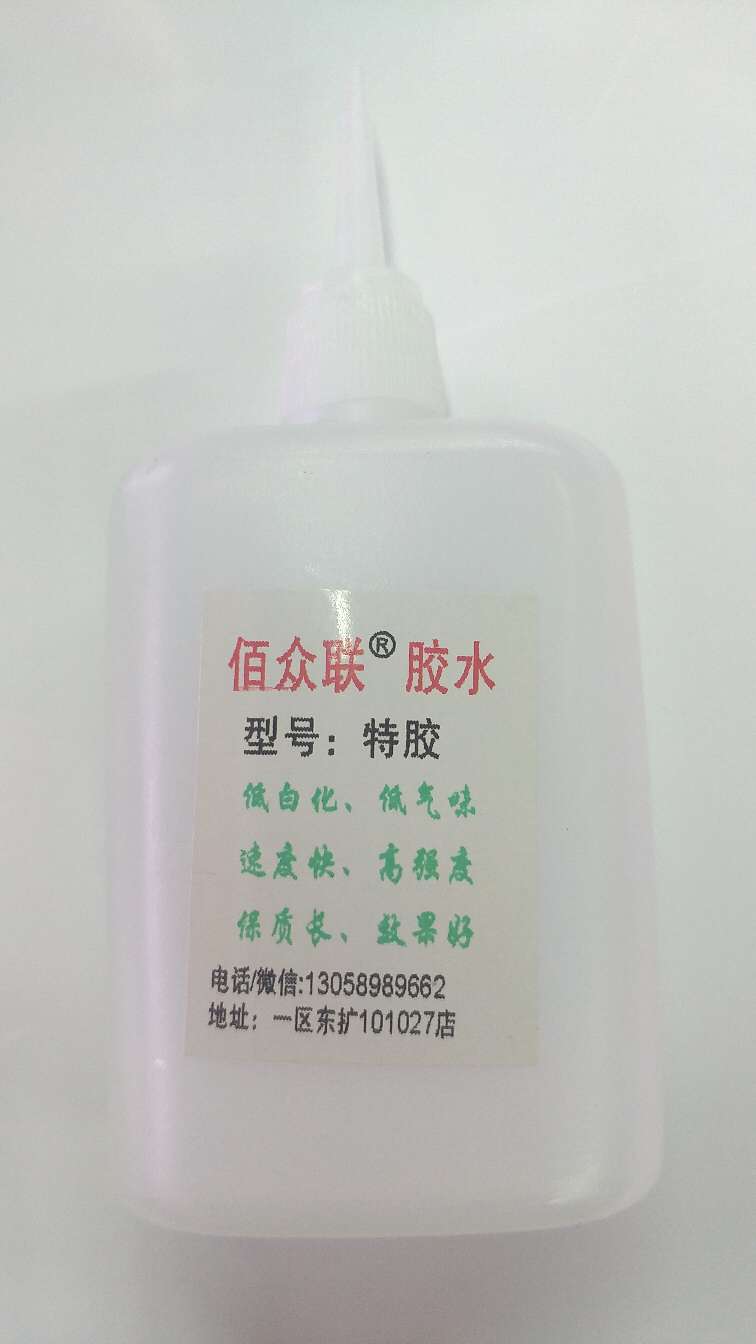 佰众联® 胶水
型号：特胶
低白化、低气味
速度快、高强度
保质长、效果好
电话/微信:13058989662
地址：一区东扩101027店